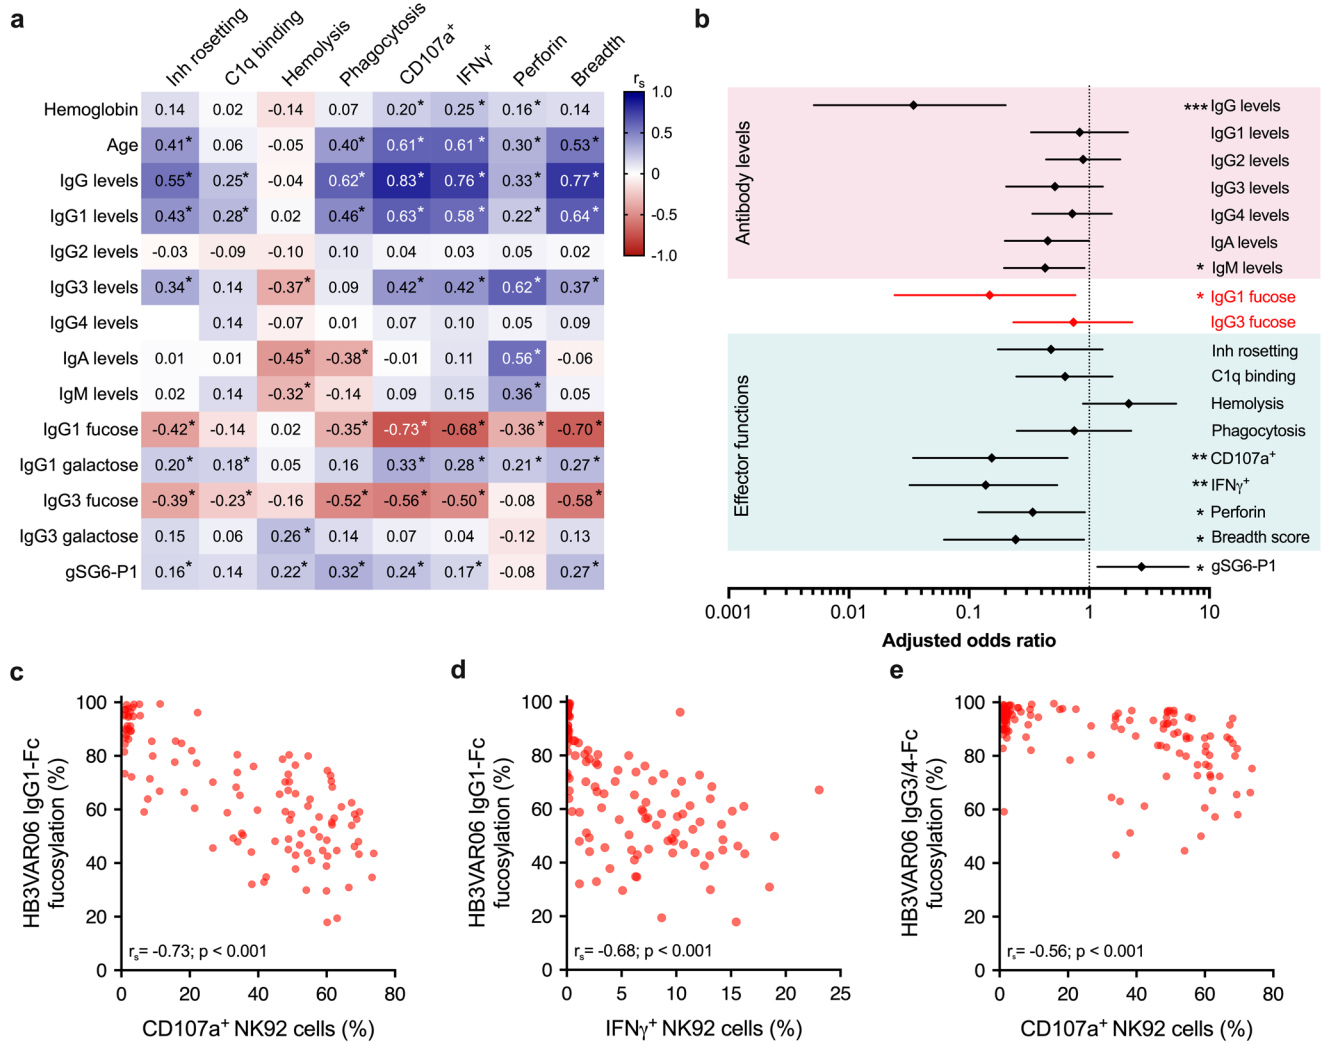 a
Inh rosetting
C1q binding
Hemolysis
Phagocytosis
CD107a+
IFNγ+
Perforin
Breadth
Hemoglobin 0.14 0.02 -0.14 0.07 0.20* 0.25* 0.16* 0.14
Age 0.41* 0.06 -0.05 0.40* 0.61* 0.61* 0.30* 0.53*
IgG levels 0.55* 0.25* -0.04 0.62* 0.83* 0.76* 0.33* 0.77*
IgG1 levels 0.43* 0.28* 0.02 0.46* 0.63* 0.58* 0.22* 0.64*
IgG2 levels -0.03 -0.09 -0.10 0.10 0.04 0.03 0.05 0.02
IgG3 levels 0.34* 0.14 -0.37* 0.09 0.42* 0.42* 0.62* 0.37*
IgG4 levels 0.14 -0.07 0.01 0.07 0.10 0.05 0.09
IgA levels 0.01 0.01 -0.45* -0.38* -0.01 0.11 0.56* -0.06
IgM levels 0.02 0.14 -0.32* -0.14 0.09 0.15 0.36* 0.05
IgG1 fucose -0.42* -0.14 0.02 -0.35* -0.73* -0.68* -0.36* -0.70*
IgG1 galactose 0.20* 0.18* 0.05 0.16 0.33* 0.28* 0.21* 0.27*
IgG3 fucose -0.39* -0.23* -0.16 -0.52* -0.56* -0.50* -0.08 -0.58*
IgG3 galactose 0.15 0.06 0.26* 0.14 0.07 0.04 -0.12 0.13
gSG6-P1 0.16* 0.14 0.22* 0.32* 0.24* 0.17* -0.08 0.27*
rs
1.0
0.5
0
-0.5
-1.0
b
Antibody levels
*** IgG levels
IgG1 levels
IgG2 levels
IgG3 levels
IgG4 levels
IgA levels
* IgM levels
* IgG1 fucose
IgG3 fucose
Effector functions
Inh rosetting
C1q binding
Hemolysis
Phagocytosis
** CD107a+
** IFNγ+
* Perforin
* Breadth score
* gSG6-P1
0.001 0.01 0.1 1 10
Adjusted odds ratio
c
HB3VAR06 IgG1-Fc
fucosylation (%)
100
80
60
40
20
0
rs= -0.73; p < 0.001
0 20 40 60 80
CD107a+ NK92 cells (%)
d
HB3VAR06 IgG1-Fc
fucosylation (%)
100
80
60
40
20
0
rs= -0.68; p < 0.001
0 5 10 15 20 25
IFNγ+ NK92 cells (%)
e
HB3VAR06 IgG3/4-Fc
fucosylation (%)
100
80
60
40
20
0
rs= -0.56; p < 0.001
0 20 40 60 80
CD107a+ NK92 cells (%)